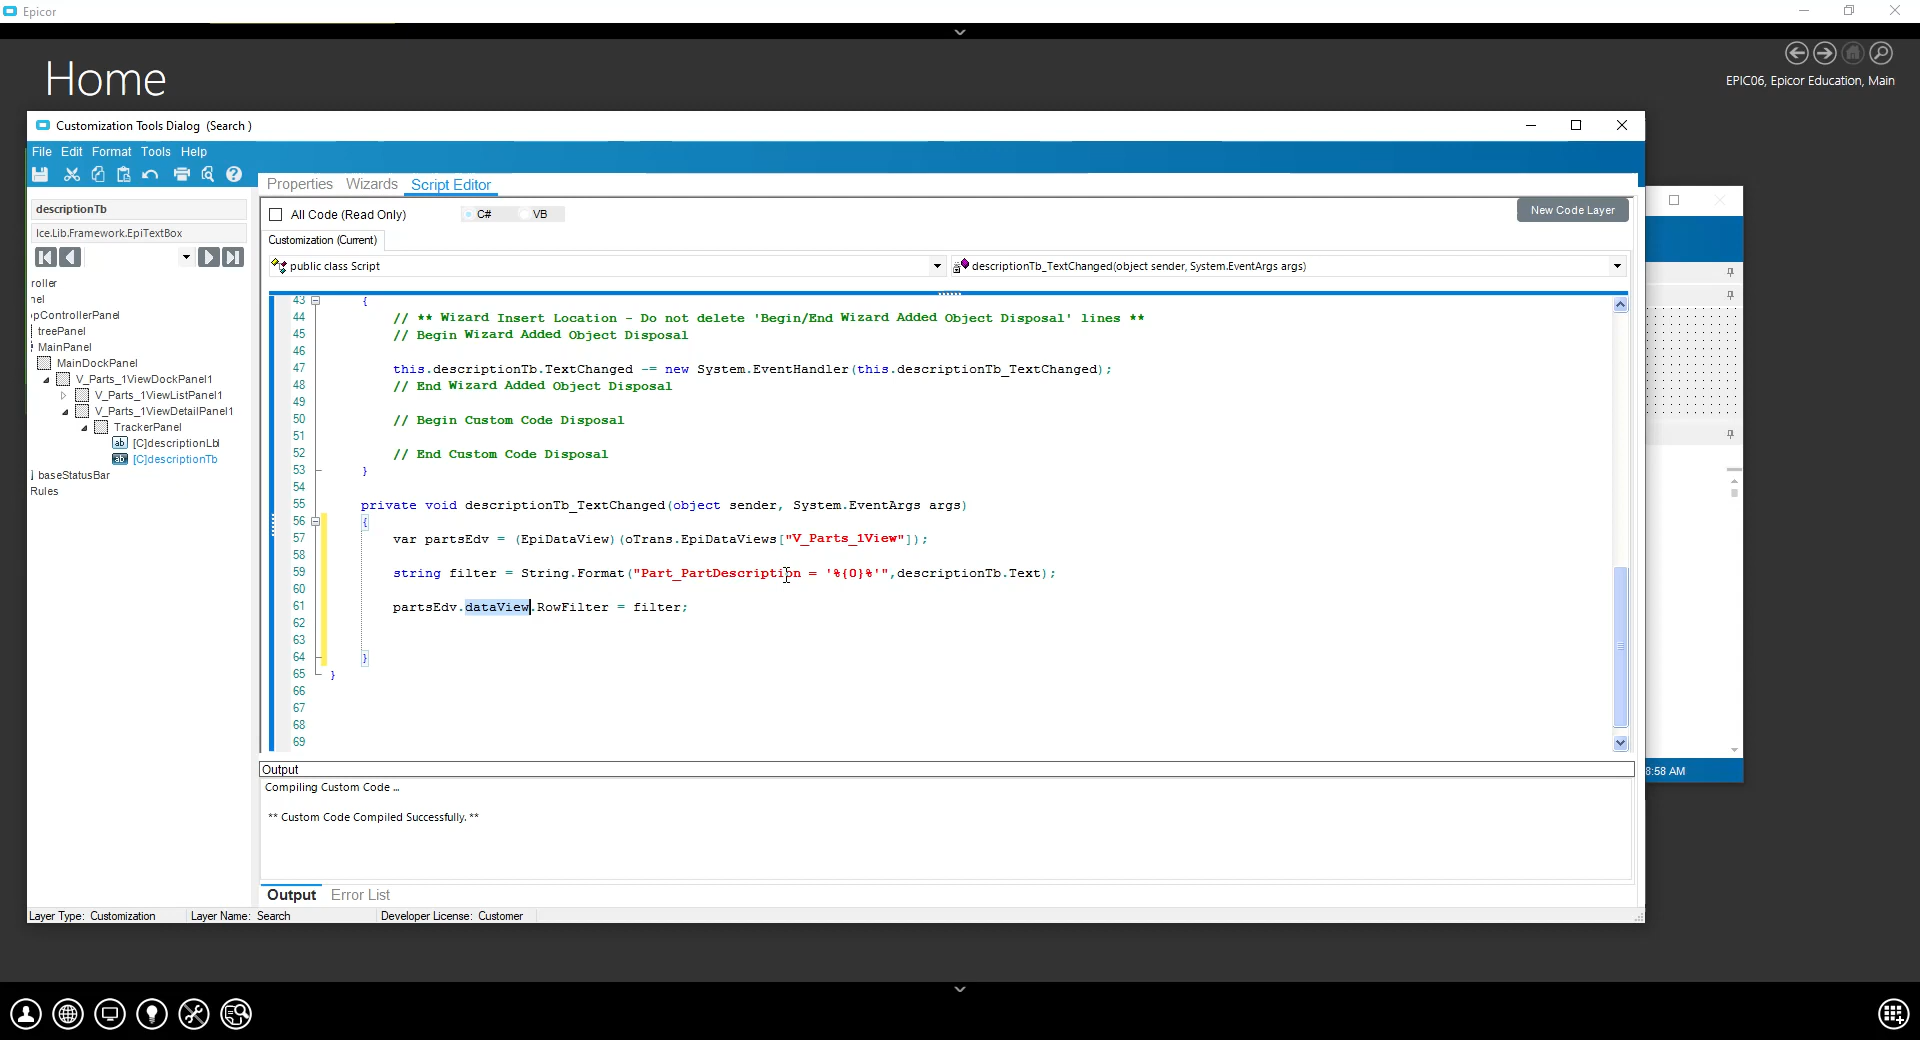 Epicor
Home
EPIC06, Epicor Education, Main
Customization Tools Dialog (Search )
File Edit Format Tools Help
Properties Wizards Script Editor
descriptionTb
Ice.Lib.Framework.EpiTextBox
All Code (Read Only) C# VB
New Code Layer
Customization (Current)
public class Script
descriptionTb_TextChanged(object sender, System.EventArgs args)
roller
nel
pControllerPanel
treePanel
MainPanel
MainDockPanel
V_Parts_1ViewDockPanel1
V_Parts_1ViewListPanel1
V_Parts_1ViewDetailPanel1
TrackerPanel
[C]descriptionLbl
[C]descriptionTb
baseStatusBar
Rules
43 {
44 // ** Wizard Insert Location - Do not delete 'Begin/End Wizard Added Object Disposal' lines **
45 // Begin Wizard Added Object Disposal
46
47 this.descriptionTb.TextChanged -= new System.EventHandler(this.descriptionTb_TextChanged);
48 // End Wizard Added Object Disposal
49
50 // Begin Custom Code Disposal
51
52 // End Custom Code Disposal
53 }
54
55 private void descriptionTb_TextChanged(object sender, System.EventArgs args)
56 {
57 var partsEdv = (EpiDataView)(oTrans.EpiDataViews["V_Parts_1View"]);
58
59 string filter = String.Format("Part_PartDescription = '%{0}%'",descriptionTb.Text);
60
61 partsEdv.dataView.RowFilter = filter;
62
63
64 }
65 }
66
67
68
69
Output
Compiling Custom Code ...
** Custom Code Compiled Successfully. **
Output Error List
Layer Type: Customization Layer Name: Search Developer License: Customer
8:58 AM